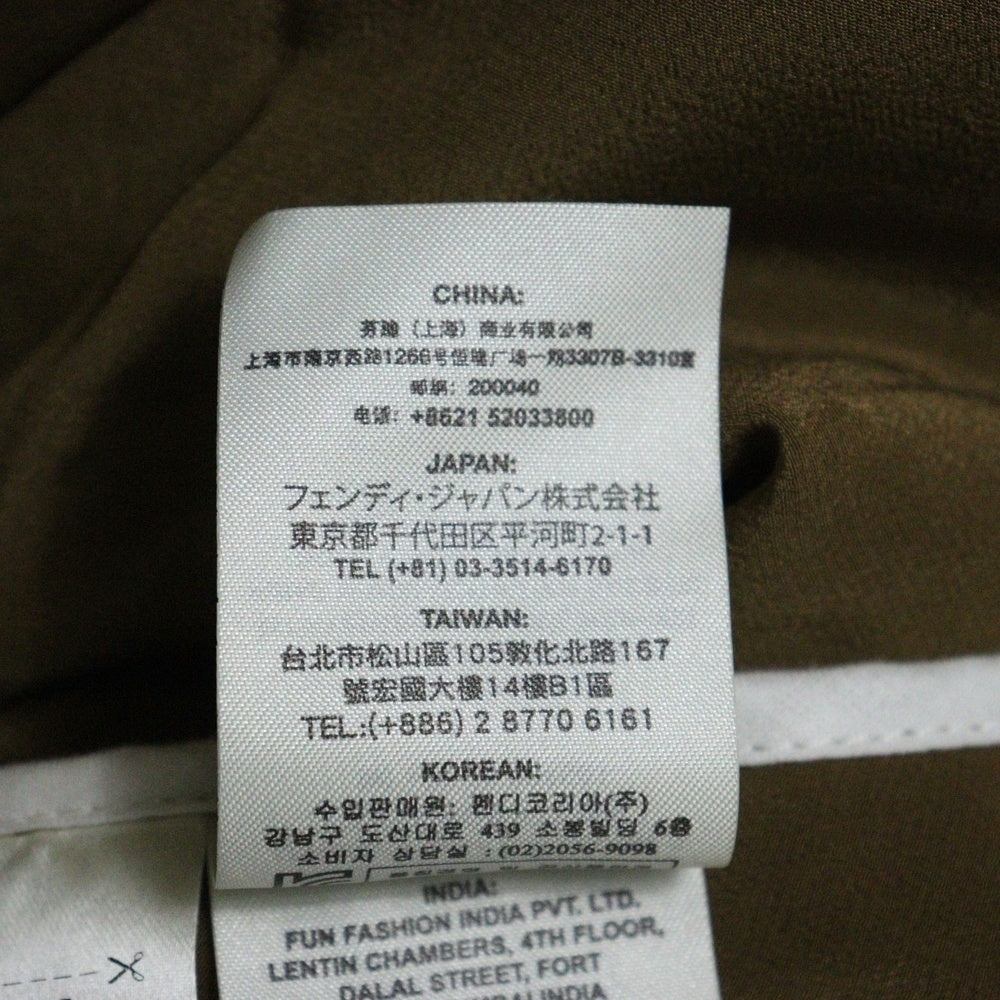 CHINA:
芬迪（上海）商业有限公司
上海市南京西路1266号恒隆广场一期3307B-3310室
邮编：200040
电话：+8621 52033800
JAPAN:
フェンディ・ジャパン株式会社
東京都千代田区平河町2-1-1
TEL (+81) 03-3514-6170
TAIWAN:
台北市松山區105敦化北路167
號宏國大樓14樓B1區
TEL:(+886) 2 8770 6161
KOREAN:
수입판매원: 펜디코리아(주)
강남구 도산대로 439 소봉빌딩 6층
소비자 상담실 : (02)2056-9098
INDIA:
FUN FASHION INDIA PVT. LTD.
LENTIN CHAMBERS, 4TH FLOOR,
DALAL STREET, FORT
INDIA